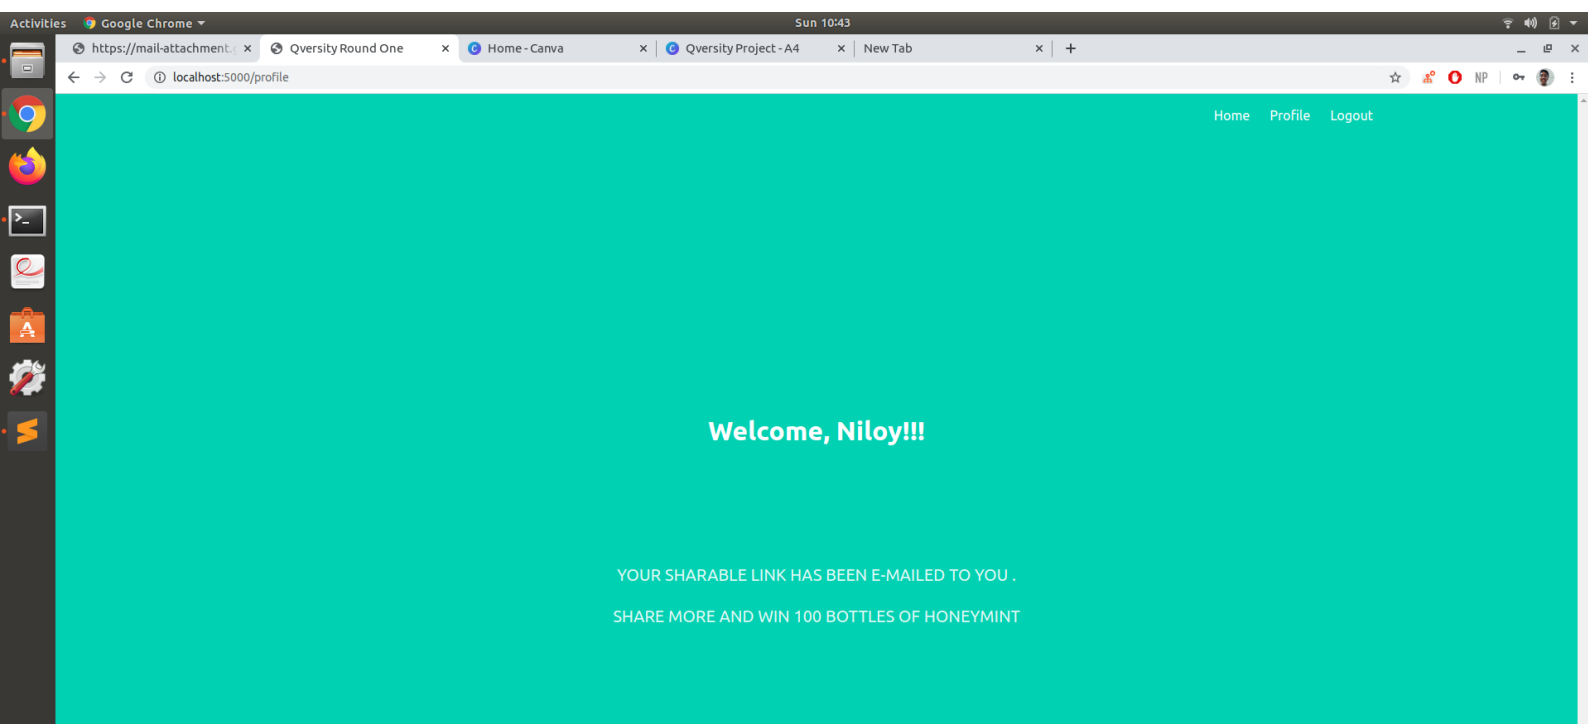 Activities Google Chrome Sun 10:43
https://mail-attachment. Qversity Round One Home - Canva Qversity Project - A4 New Tab
localhost:5000/profile NP
Home Profile Logout
Welcome, Niloy!!!
YOUR SHARABLE LINK HAS BEEN E-MAILED TO YOU .
SHARE MORE AND WIN 100 BOTTLES OF HONEYMINT